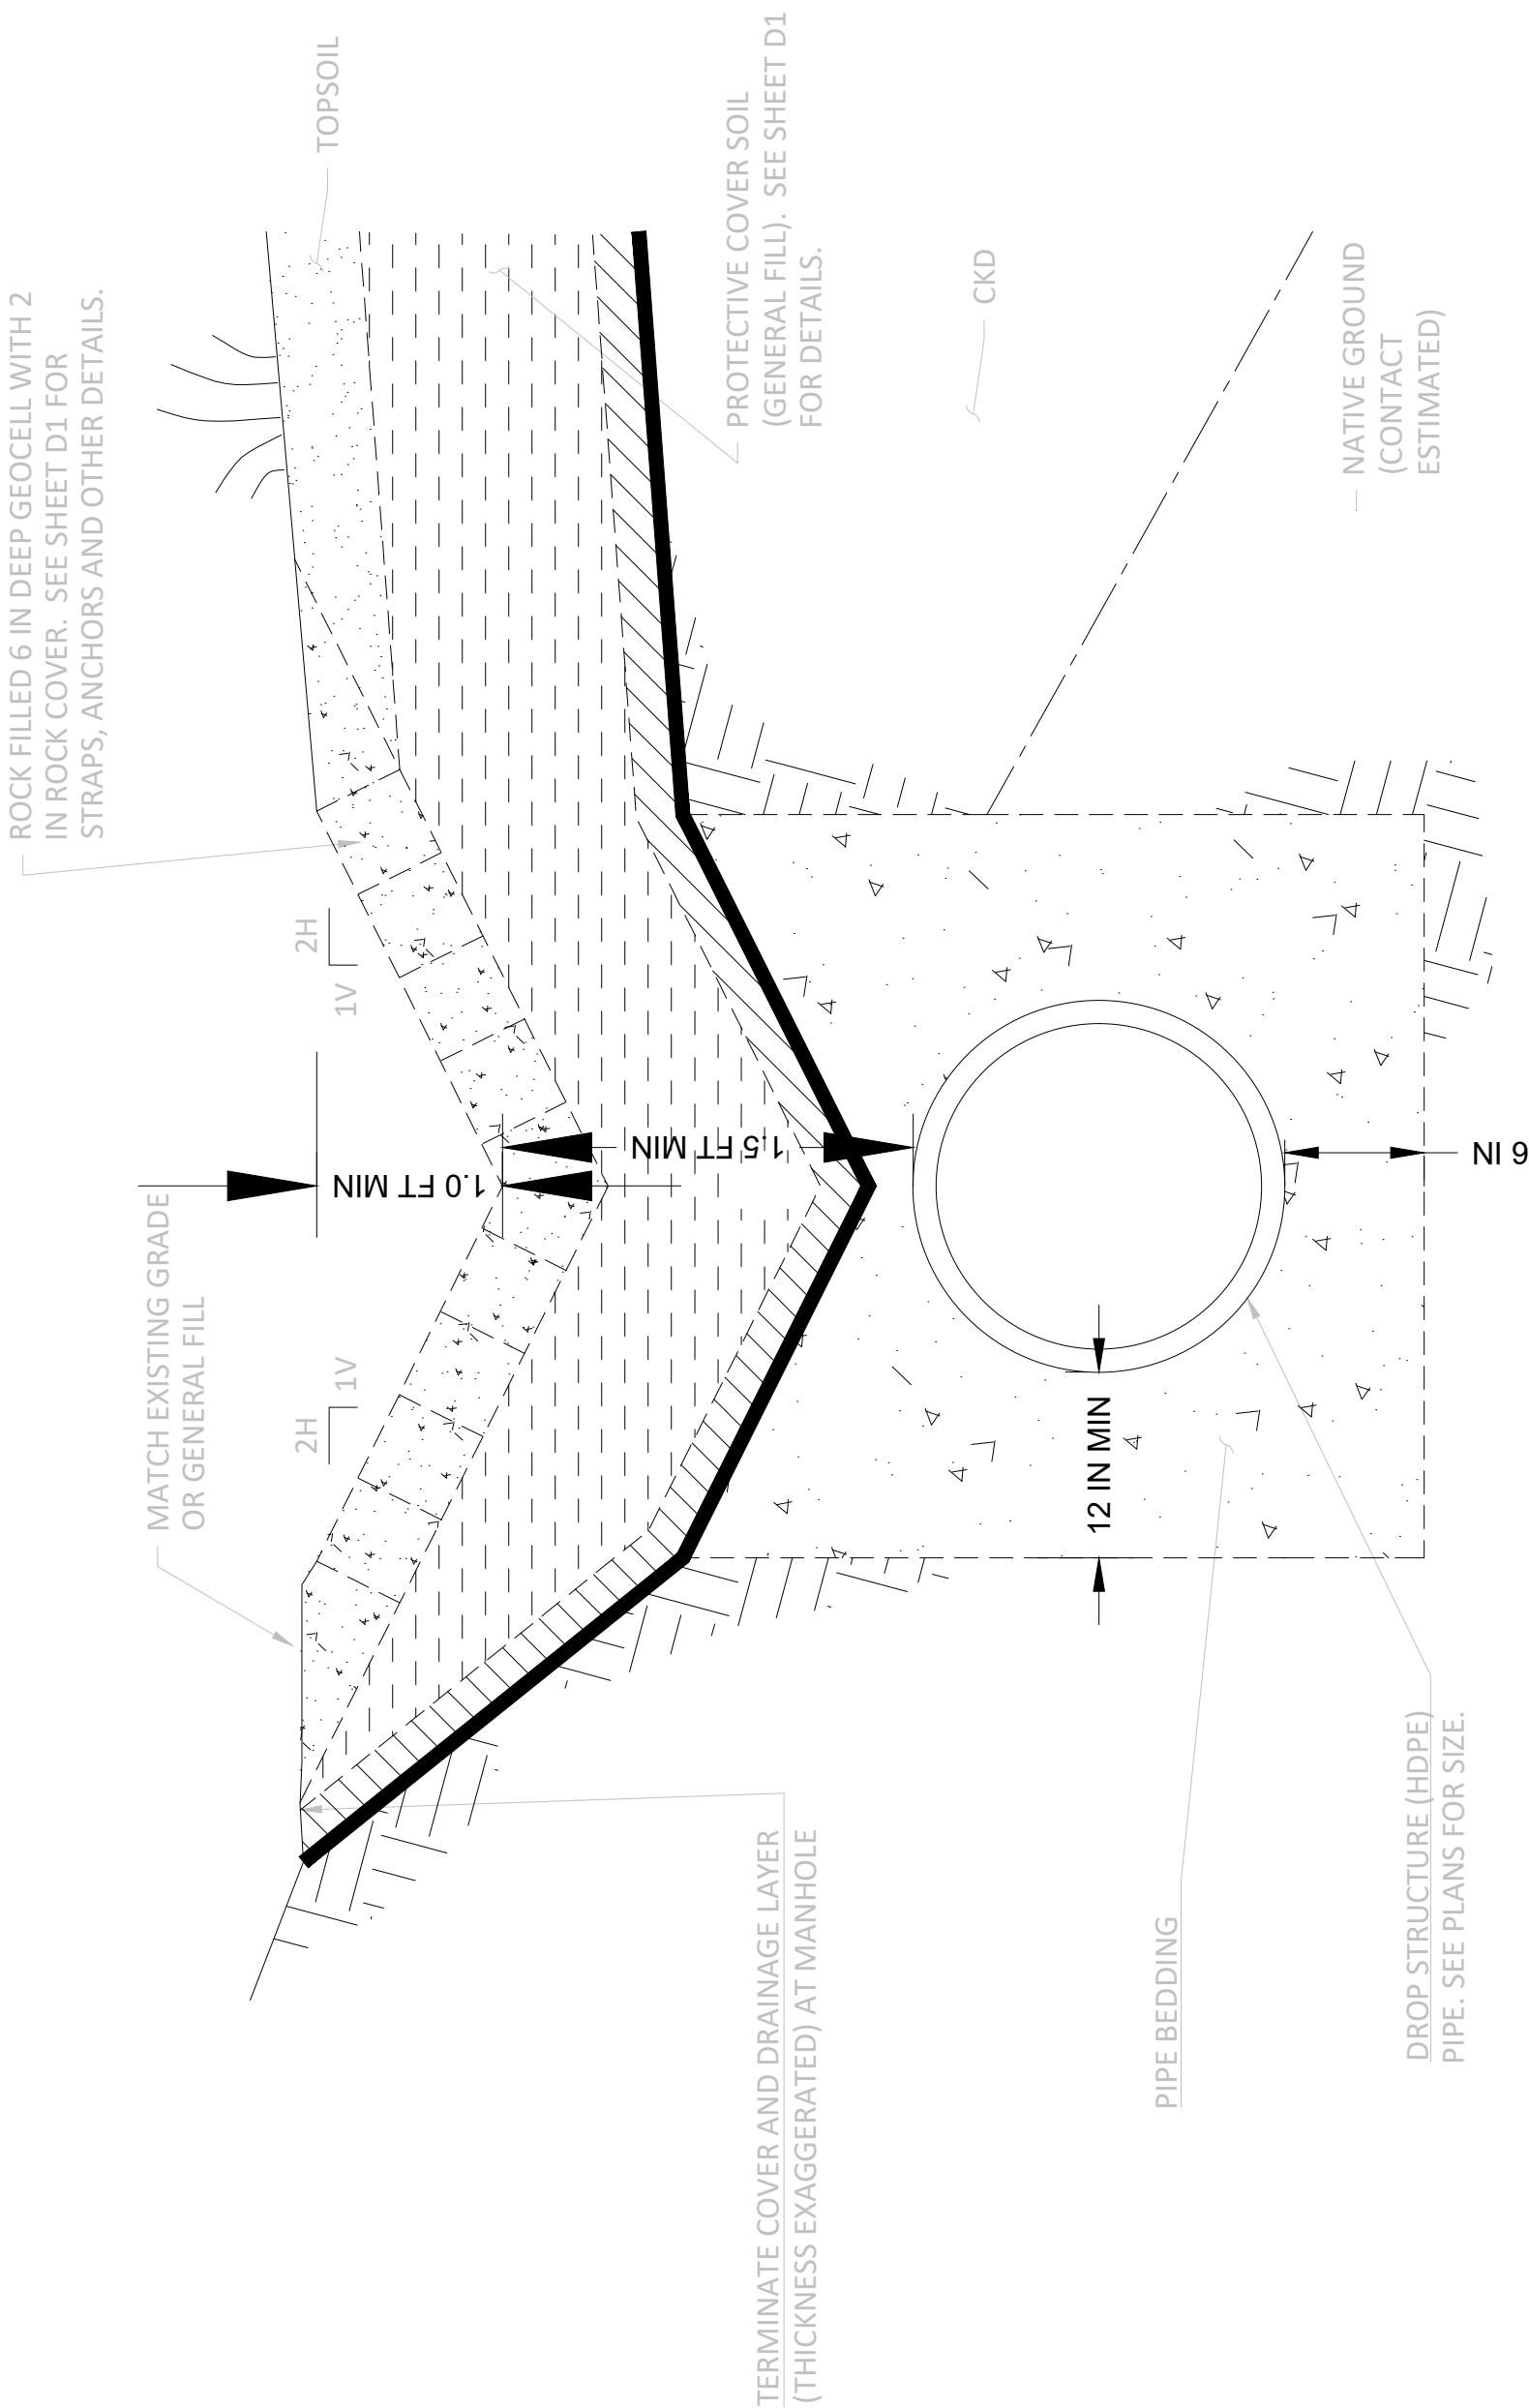 ROCK FILLED 6 IN DEEP GEOCELL WITH 2
IN ROCK COVER.  SEE SHEET D1 FOR
STRAPS, ANCHORS AND OTHER DETAILS.
TOPSOIL
MATCH EXISTING GRADE
OR GENERAL FILL
2H
1V
2H
1V
1.0 FT MIN
1.5 FT MIN
PROTECTIVE COVER SOIL
(GENERAL FILL).  SEE SHEET D1
FOR DETAILS.
CKD
NATIVE GROUND
(CONTACT
ESTIMATED)
TERMINATE COVER AND DRAINAGE LAYER
(THICKNESS EXAGGERATED) AT MANHOLE
12 IN MIN
6 IN
PIPE BEDDING
DROP STRUCTURE (HDPE)
PIPE. SEE PLANS FOR SIZE.